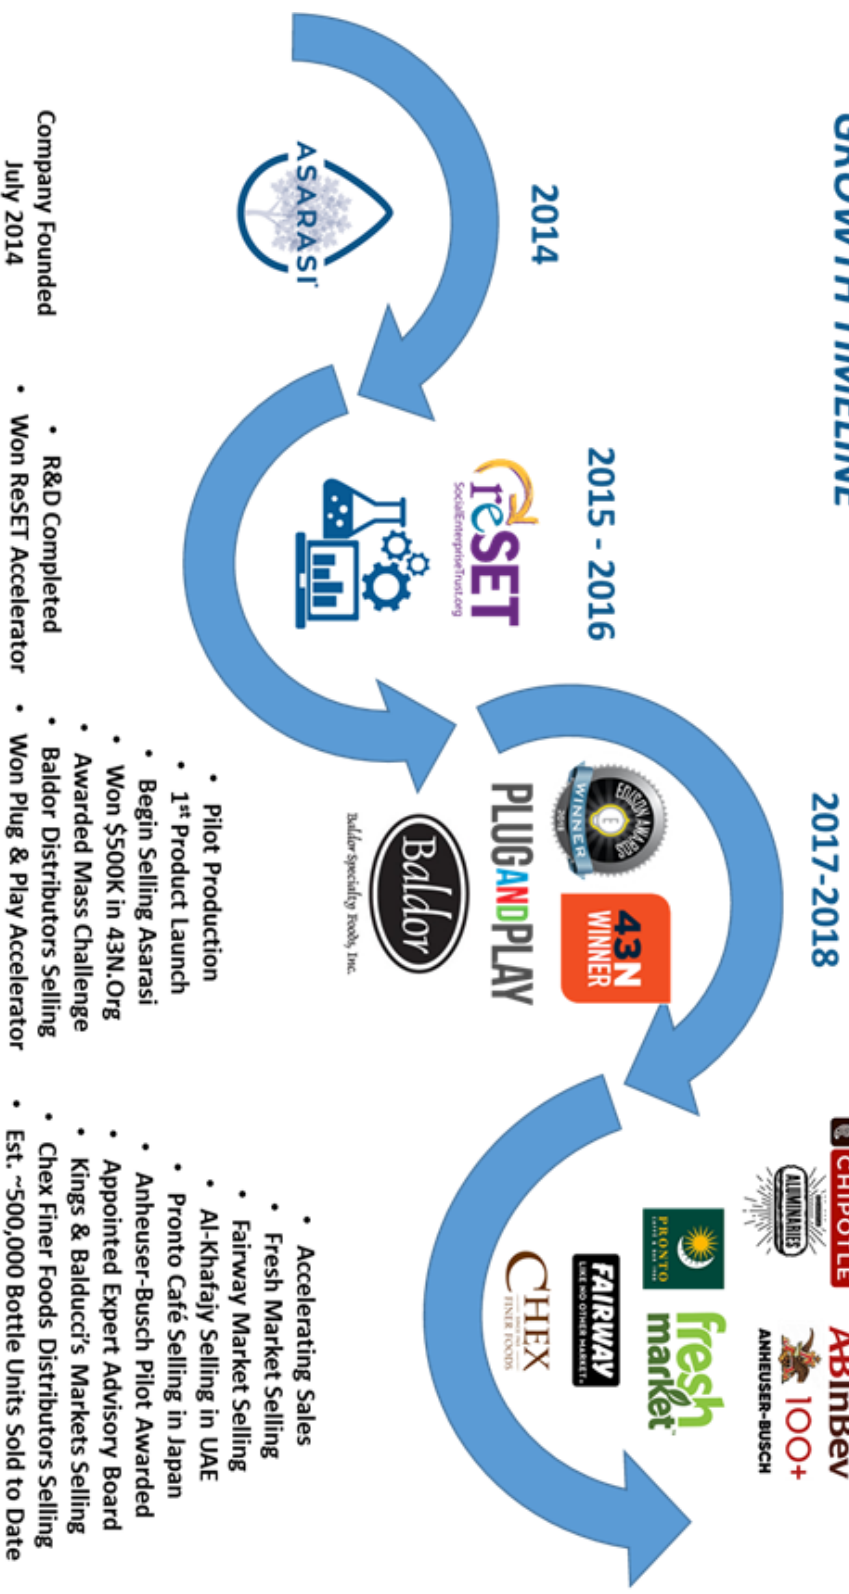 GROWTH TIMELINE
2014
ASARASI
Company Founded
July 2014
2015 - 2016
reSET
SocialEnterpriseTrust.org
• R&D Completed
• Won ReSET Accelerator
2017-2018
EDISON AWARDS
WINNER
2018
43N
WINNER
PLUGANDPLAY
Baldor
Baldor Specialty Foods, Inc.
• Pilot Production
• 1st Product Launch
• Begin Selling Asarasi
• Won $500K in 43N.Org
• Awarded Mass Challenge
• Baldor Distributors Selling
• Won Plug & Play Accelerator
CHIPOTLE
ABInBev
ALUMINARIES
100+
ANHEUSER-BUSCH
PRONTO
fresh
market
FAIRWAY
LIKE NO OTHER MARKET
CHEX
FINER FOODS
• Accelerating Sales
• Fresh Market Selling
• Fairway Market Selling
• Al-Khafajy Selling in UAE
• Pronto Café Selling in Japan
• Anheuser-Busch Pilot Awarded
• Appointed Expert Advisory Board
• Kings & Balducci's Markets Selling
• Chex Finer Foods Distributors Selling
• Est. ~500,000 Bottle Units Sold to Date